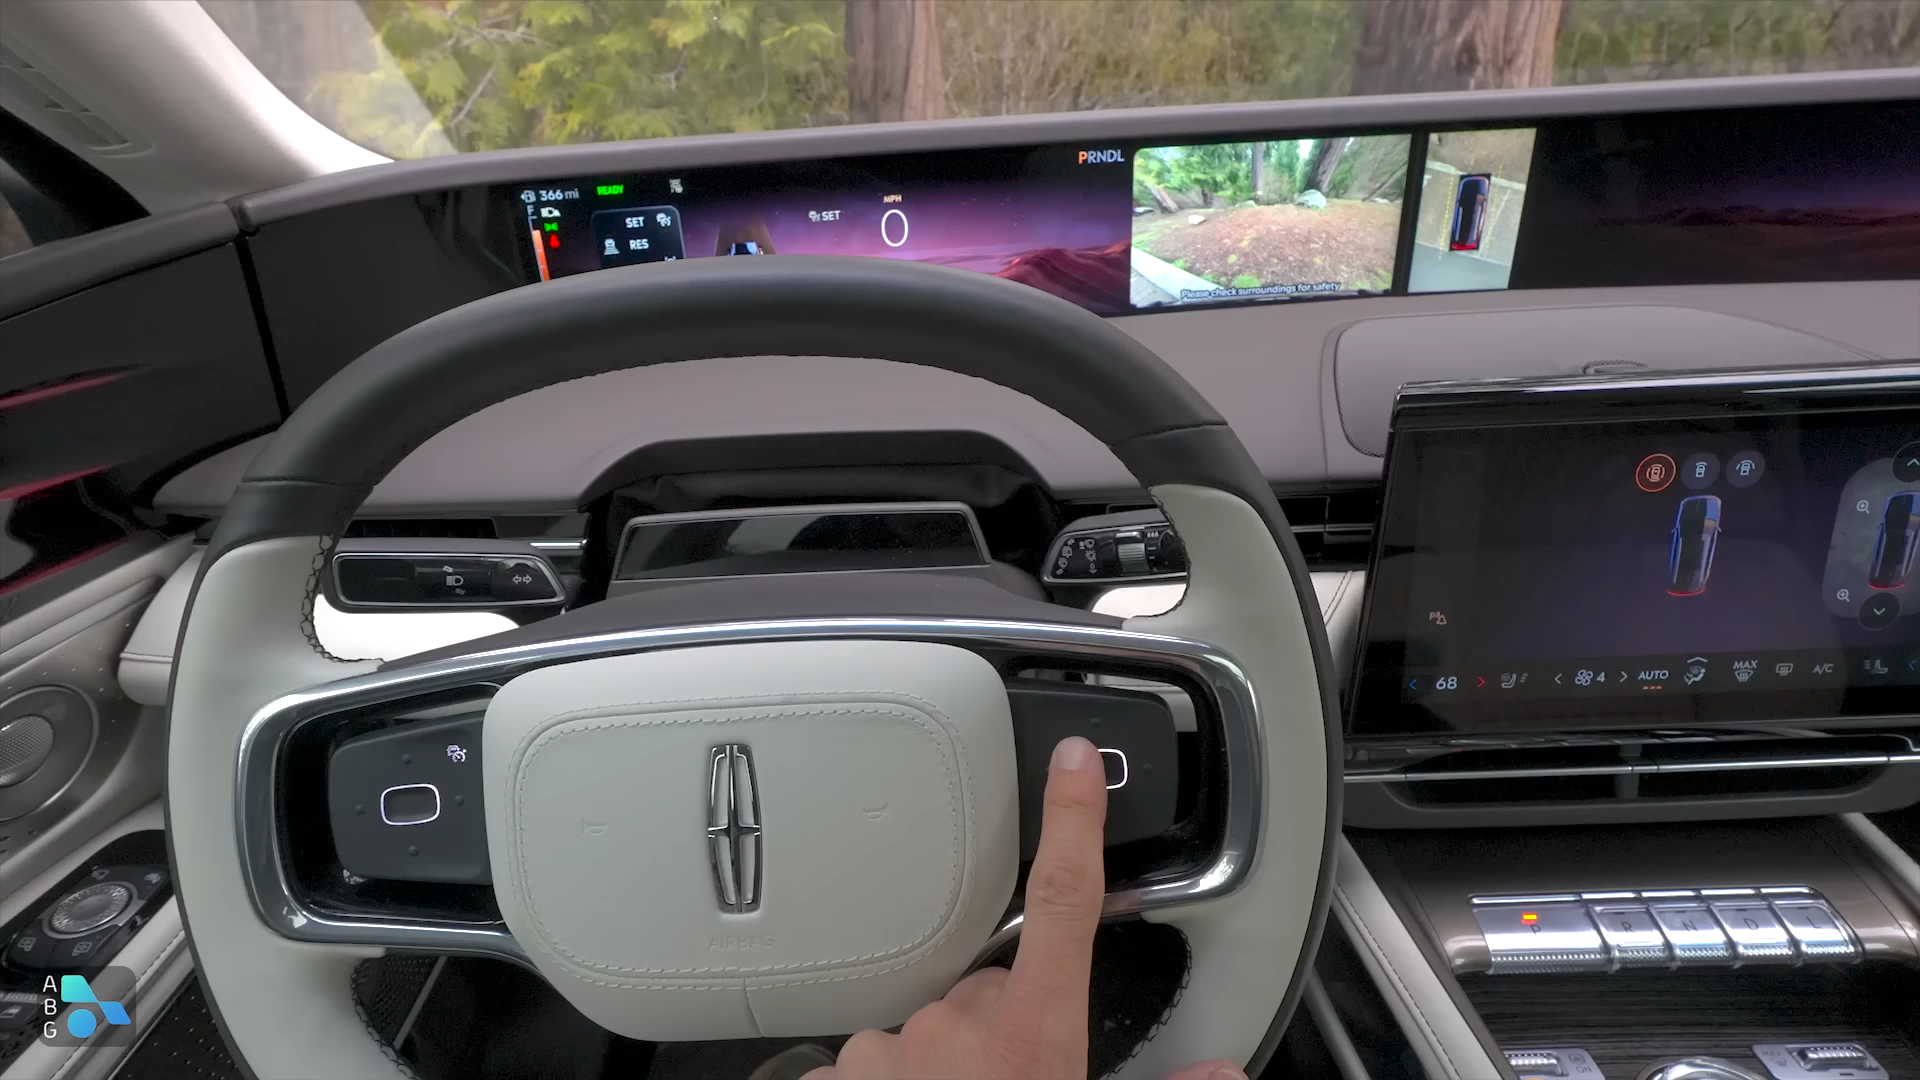 366 mi
READY
F
SET
RES
SET
MPH
0
PRNDL
Please check surroundings for safety
68
4
AUTO
MAX
A/C
AIRBAG
P
R
N
D
L
ON
A
B
G